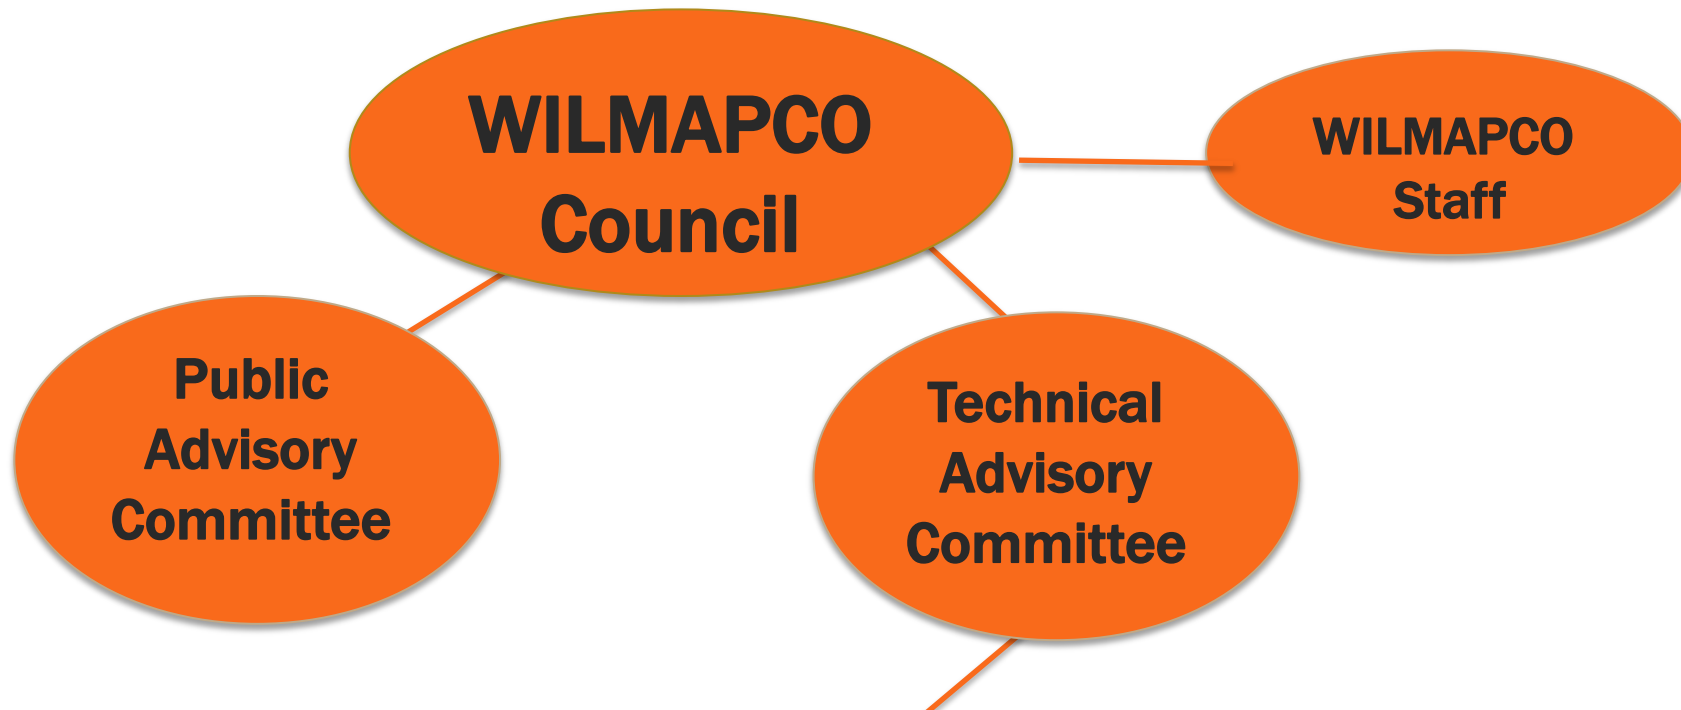 WILMAPCO
Council
WILMAPCO
Staff
Public
Advisory
Committee
Technical
Advisory
Committee